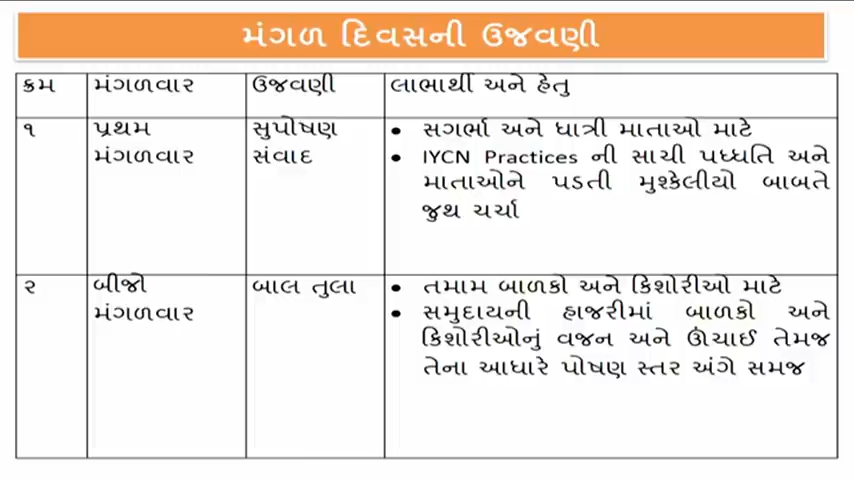 મંગળ દિવસની ઉજવણી
ક્રમ મંગળવાર ઉજવણી લાભાર્થી અને હેતુ
૧ પ્રથમ મંગળવાર સુપોષણ સંવાદ
• સગર્ભા અને ધાત્રી માતાઓ માટે
• IYCN Practices ની સાચી પધ્ધતિ અને
માતાઓને પડતી મુશ્કેલીયો બાબતે
જુથ ચર્ચા
૨ બીજો મંગળવાર બાલ તુલા
• તમામ બાળકો અને કિશોરીઓ માટે
• સમુદાયની હાજરીમાં બાળકો અને
કિશોરીઓનું વજન અને ઊંચાઈ તેમજ
તેના આધારે પોષણ સ્તર અંગે સમજ